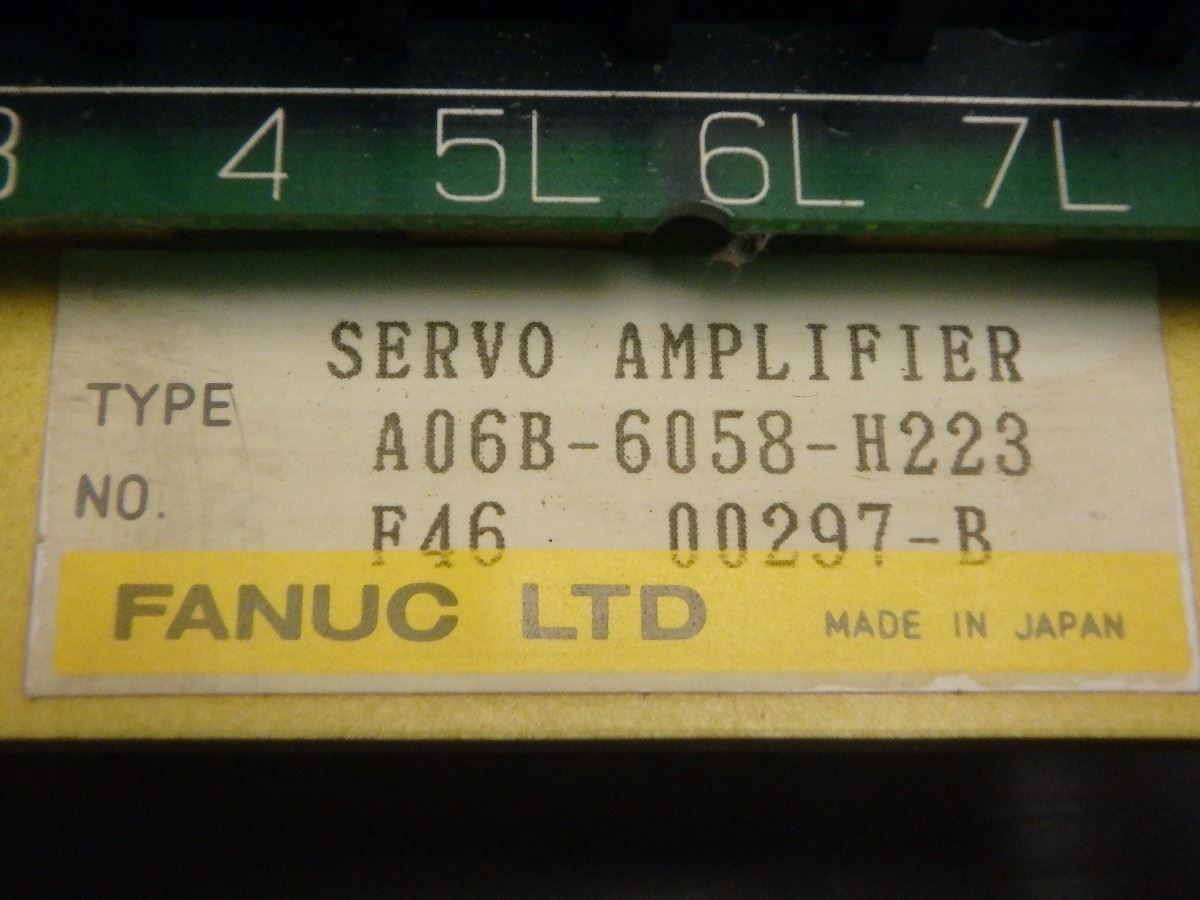 3 4 5L 6L 7L
SERVO AMPLIFIER
TYPE A06B-6058-H223
NO. F46 00297-B
FANUC LTD MADE IN JAPAN